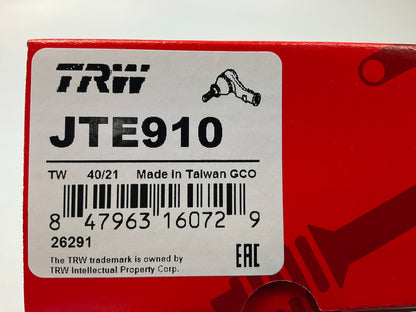 TRW
JTE910
TW 40/21 Made in Taiwan GCO
8 47963 16072 9
26291
The TRW trademark is owned by
TRW Intellectual Property Corp.
EAC